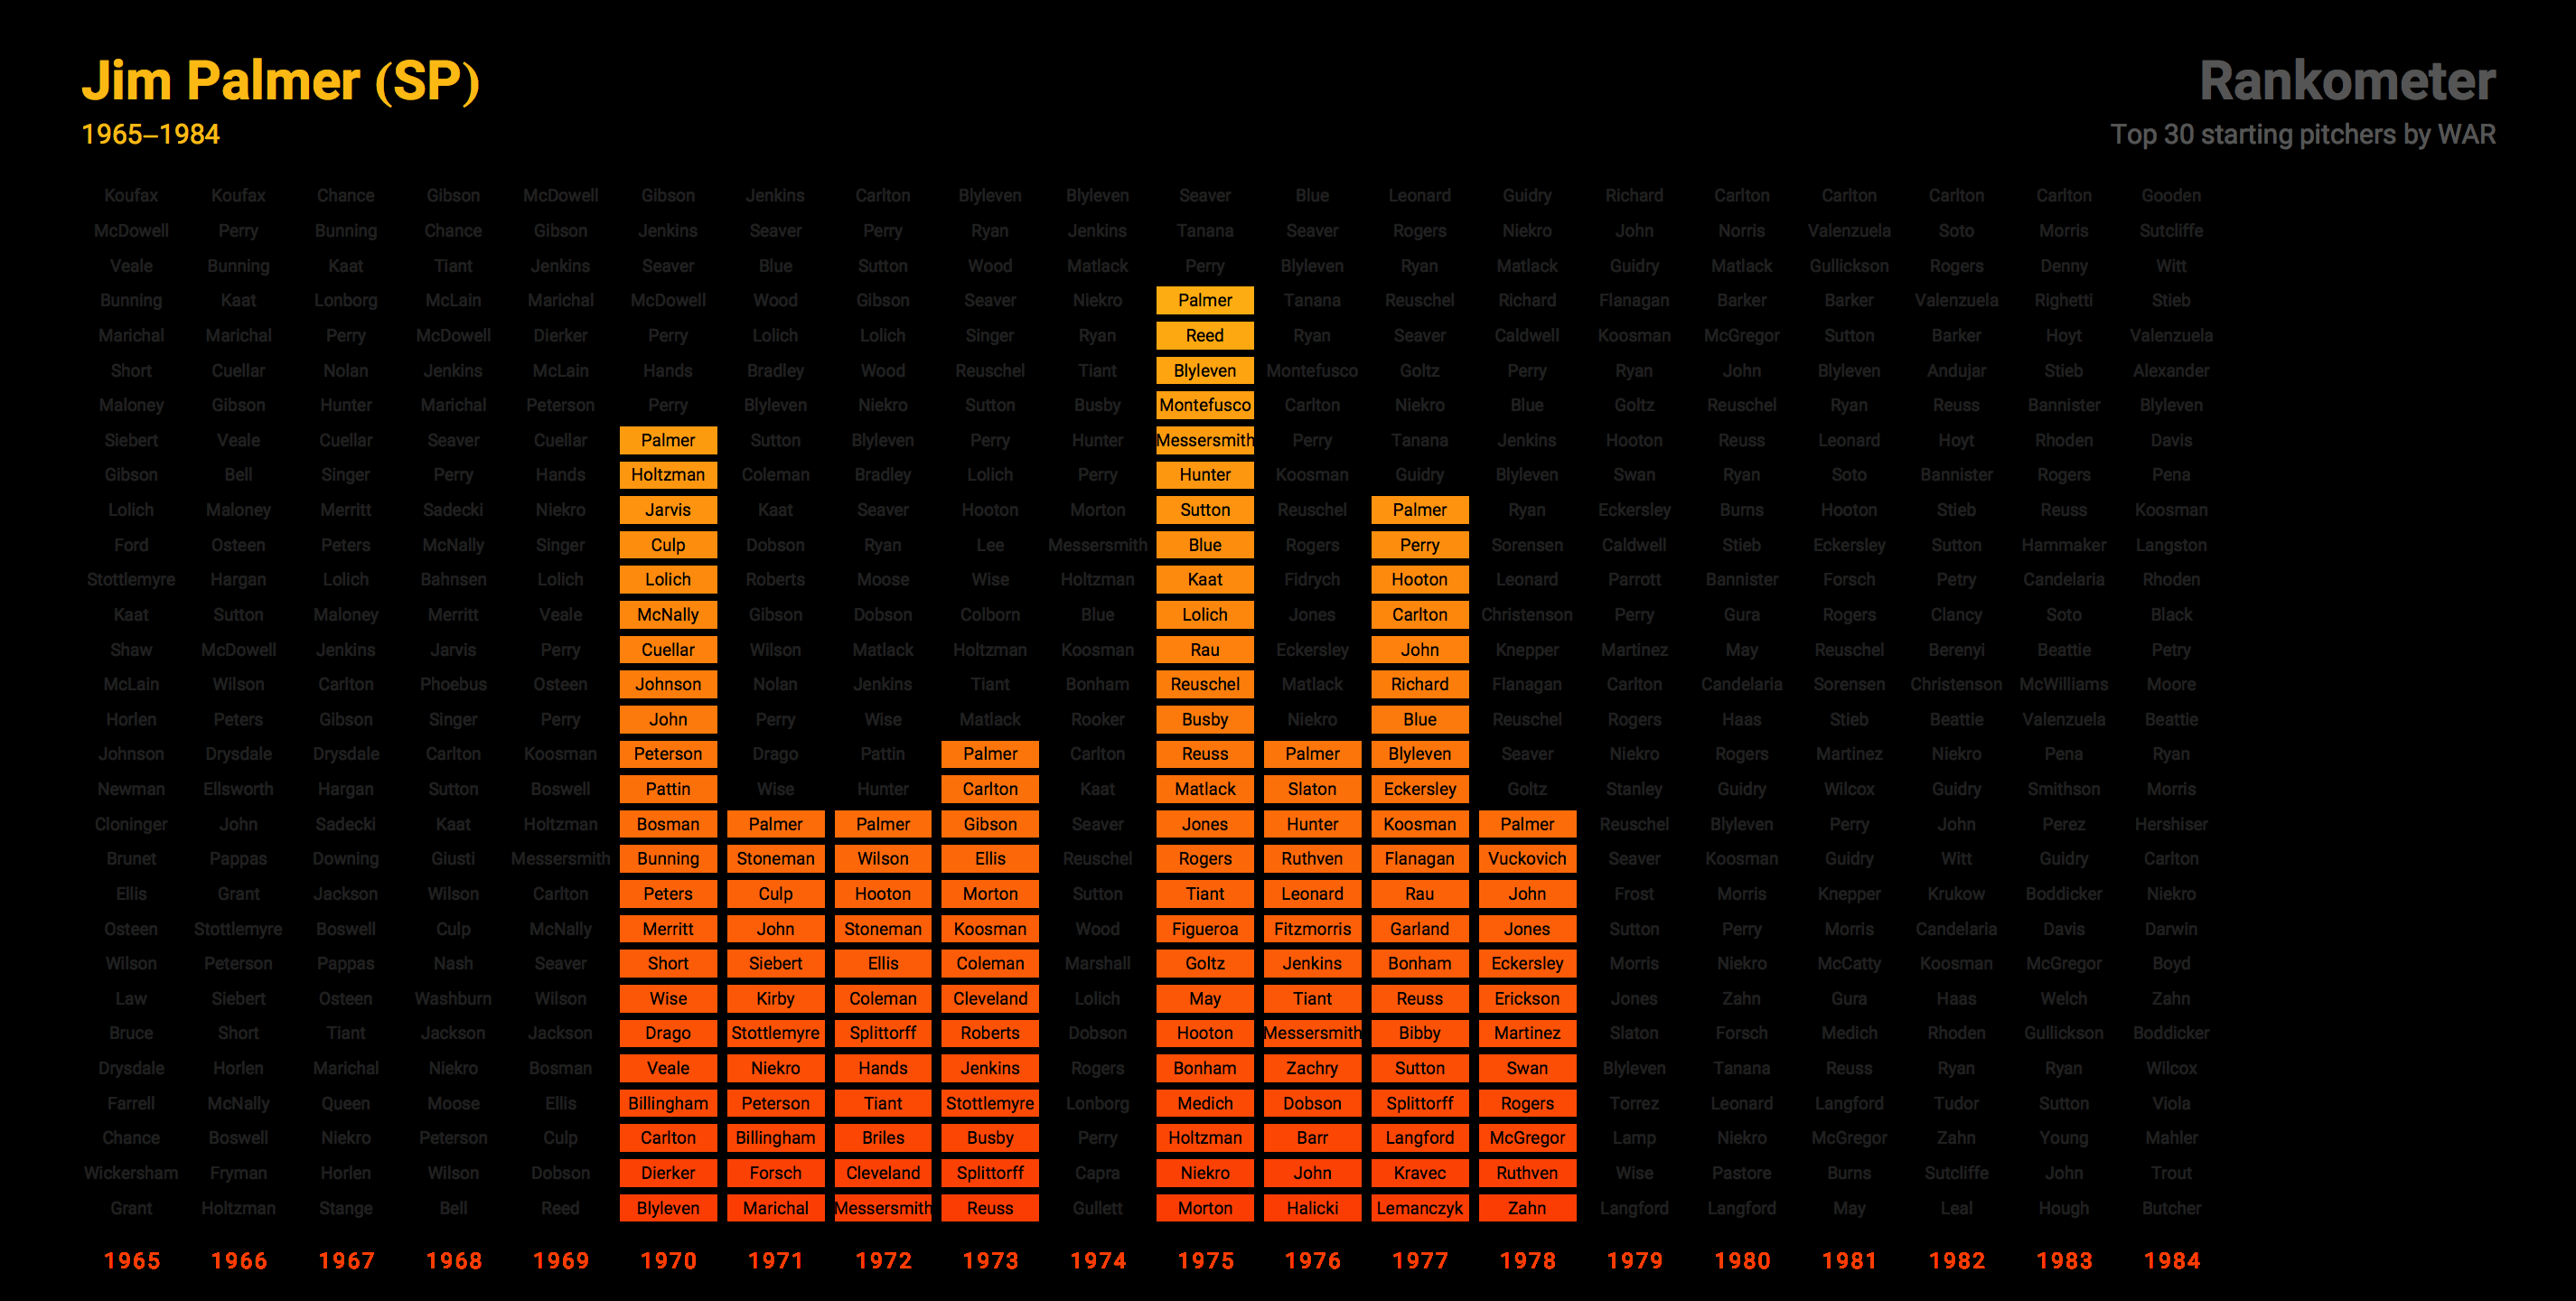 Jim Palmer (SP)
1965–1984
Rankometer
Top 30 starting pitchers by WAR
Koufax Koufax Chance Gibson McDowell Gibson Jenkins Carlton Blyleven Blyleven Seaver Blue Leonard Guidry Richard Carlton Carlton Carlton Carlton Gooden
McDowell Perry Bunning Chance Gibson Jenkins Seaver Perry Ryan Jenkins Tanana Seaver Rogers Niekro John Norris Valenzuela Soto Morris Sutcliffe
Veale Bunning Kaat Tiant Jenkins Seaver Blue Sutton Wood Matlack Perry Blyleven Ryan Matlack Guidry Matlack Gullickson Rogers Denny Witt
Bunning Kaat Lonborg McLain Marichal McDowell Wood Gibson Seaver Niekro Palmer Tanana Reuschel Richard Flanagan Barker Barker Valenzuela Righetti Stieb
Marichal Marichal Perry McDowell Dierker Perry Lolich Lolich Singer Ryan Reed Ryan Seaver Caldwell Koosman McGregor Sutton Barker Hoyt Valenzuela
Short Cuellar Nolan Jenkins McLain Hands Bradley Wood Reuschel Tiant Blyleven Montefusco Goltz Perry Ryan John Blyleven Andujar Stieb Alexander
Maloney Gibson Hunter Marichal Peterson Perry Blyleven Niekro Sutton Busby Montefusco Carlton Niekro Blue Goltz Reuschel Ryan Reuss Bannister Blyleven
Siebert Veale Cuellar Seaver Cuellar Palmer Sutton Blyleven Perry Hunter Messersmith Perry Tanana Jenkins Hooton Reuss Leonard Hoyt Rhoden Davis
Gibson Bell Singer Perry Hands Holtzman Coleman Bradley Lolich Perry Hunter Koosman Guidry Blyleven Swan Ryan Soto Bannister Rogers Pena
Lolich Maloney Merritt Sadecki Niekro Jarvis Kaat Seaver Hooton Morton Sutton Reuschel Palmer Ryan Eckersley Burns Hooton Stieb Reuss Koosman
Ford Osteen Peters McNally Singer Culp Dobson Ryan Lee Messersmith Blue Rogers Perry Sorensen Caldwell Stieb Eckersley Sutton Hammaker Langston
Stottlemyre Hargan Lolich Bahnsen Lolich Lolich Roberts Moose Wise Holtzman Kaat Fidrych Hooton Leonard Parrott Bannister Forsch Petry Candelaria Rhoden
Kaat Sutton Maloney Merritt Veale McNally Gibson Dobson Colborn Blue Lolich Jones Carlton Christenson Perry Gura Rogers Clancy Soto Black
Shaw McDowell Jenkins Jarvis Perry Cuellar Wilson Matlack Holtzman Koosman Rau Eckersley John Knepper Martinez May Reuschel Berenyi Beattie Petry
McLain Wilson Carlton Phoebus Osteen Johnson Nolan Jenkins Tiant Bonham Reuschel Matlack Richard Flanagan Carlton Candelaria Sorensen Christenson McWilliams Moore
Horlen Peters Gibson Singer Perry John Perry Wise Matlack Rooker Busby Niekro Blue Reuschel Rogers Haas Stieb Beattie Valenzuela Beattie
Johnson Drysdale Drysdale Carlton Koosman Peterson Drago Pattin Palmer Carlton Reuss Palmer Blyleven Seaver Niekro Rogers Martinez Niekro Pena Ryan
Newman Ellsworth Hargan Sutton Boswell Pattin Wise Hunter Carlton Kaat Matlack Slaton Eckersley Goltz Stanley Guidry Wilcox Guidry Smithson Morris
Cloninger John Sadecki Kaat Holtzman Bosman Palmer Palmer Gibson Seaver Jones Hunter Koosman Palmer Reuschel Blyleven Perry John Perez Hershiser
Brunet Pappas Downing Giusti Messersmith Bunning Stoneman Wilson Ellis Reuschel Rogers Ruthven Flanagan Vuckovich Seaver Koosman Guidry Witt Guidry Carlton
Ellis Grant Jackson Wilson Carlton Peters Culp Hooton Morton Sutton Tiant Leonard Rau John Frost Morris Knepper Krukow Boddicker Niekro
Osteen Stottlemyre Boswell Culp McNally Merritt John Stoneman Koosman Wood Figueroa Fitzmorris Garland Jones Sutton Perry Morris Candelaria Davis Darwin
Wilson Peterson Pappas Nash Seaver Short Siebert Ellis Coleman Marshall Goltz Jenkins Bonham Eckersley Morris Niekro McCatty Koosman McGregor Boyd
Law Siebert Osteen Washburn Wilson Wise Kirby Coleman Cleveland Lolich May Tiant Reuss Erickson Jones Zahn Gura Haas Welch Zahn
Bruce Short Tiant Jackson Jackson Drago Stottlemyre Splittorff Roberts Dobson Hooton Messersmith Bibby Martinez Slaton Forsch Medich Rhoden Gullickson Boddicker
Drysdale Horlen Marichal Niekro Bosman Veale Niekro Hands Jenkins Rogers Bonham Zachry Sutton Swan Blyleven Tanana Reuss Ryan Ryan Wilcox
Farrell McNally Queen Moose Ellis Billingham Peterson Tiant Stottlemyre Lonborg Medich Dobson Splittorff Rogers Torrez Leonard Langford Tudor Sutton Viola
Chance Boswell Niekro Peterson Culp Carlton Billingham Briles Busby Perry Holtzman Barr Langford McGregor Lamp Niekro McGregor Zahn Young Mahler
Wickersham Fryman Horlen Wilson Dobson Dierker Forsch Cleveland Splittorff Capra Niekro John Kravec Ruthven Wise Pastore Burns Sutcliffe John Trout
Grant Holtzman Stange Bell Reed Blyleven Marichal Messersmith Reuss Gullett Morton Halicki Lemanczyk Zahn Langford Langford May Leal Hough Butcher
1965 1966 1967 1968 1969 1970 1971 1972 1973 1974 1975 1976 1977 1978 1979 1980 1981 1982 1983 1984